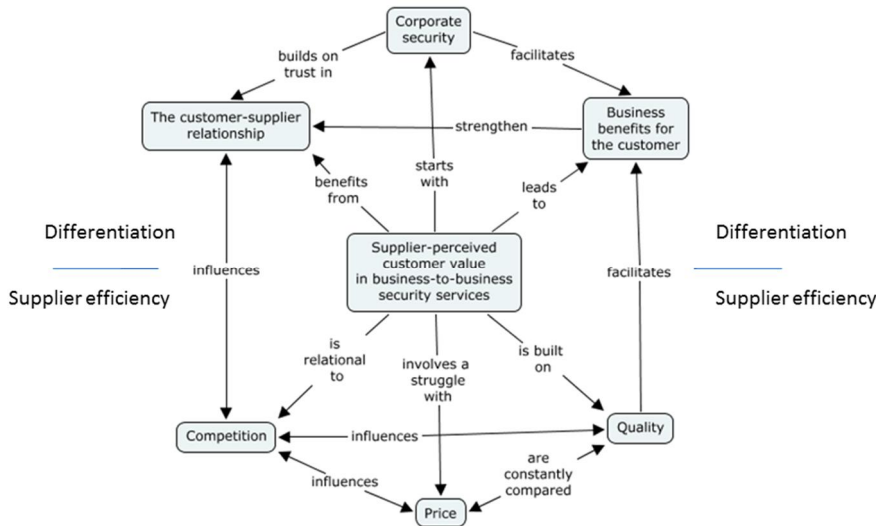 Corporate
security
builds on
trust in
facilitates
The customer-supplier
relationship
Business
benefits for
the customer
strengthen
benefits
from
starts
with
leads
to
Differentiation
Differentiation
Supplier-perceived
customer value
in business-to-business
security services
influences
facilitates
Supplier efficiency
Supplier efficiency
is
relational
to
involves a
struggle
with
is built
on
Competition
influences
Quality
influences
are
constantly
compared
Price